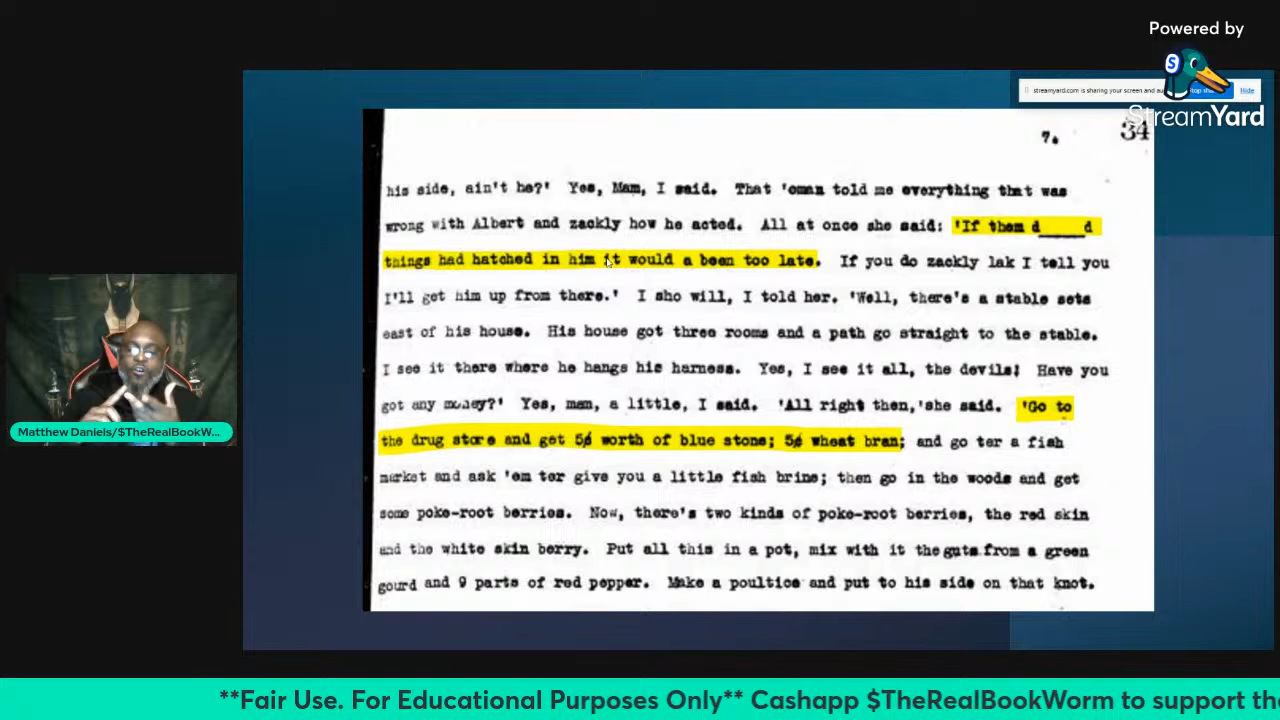 Powered by
StreamYard
streamyard.com is sharing your screen and
Hide
7.
34
his side, ain't he?' Yes, Mam, I said. That 'oman told me everything that was
wrong with Albert and zackly how he acted. All at once she said: 'If them d____d
things had hatched in him it would a been too late. If you do zackly lak I tell you
I'll get him up from there.' I sho will, I told her. 'Well, there's a stable sets
east of his house. His house got three rooms and a path go straight to the stable.
I see it there where he hangs his harness. Yes, I see it all, the devils! Have you
got any money?' Yes, mam, a little, I said. 'All right then,'she said. 'Go to
the drug store and get 5¢ worth of blue stone; 5¢ wheat bran; and go ter a fish
market and ask 'em ter give you a little fish brine; then go in the woods and get
some poke-root berries. Now, there's two kinds of poke-root berries, the red skin
and the white skin berry. Put all this in a pot, mix with it the guts from a green
gourd and 9 parts of red pepper. Make a poultice and put to his side on that knot.
Matthew Daniels/$TheRealBookW...
**Fair Use. For Educational Purposes Only** Cashapp $TheRealBookWorm to support